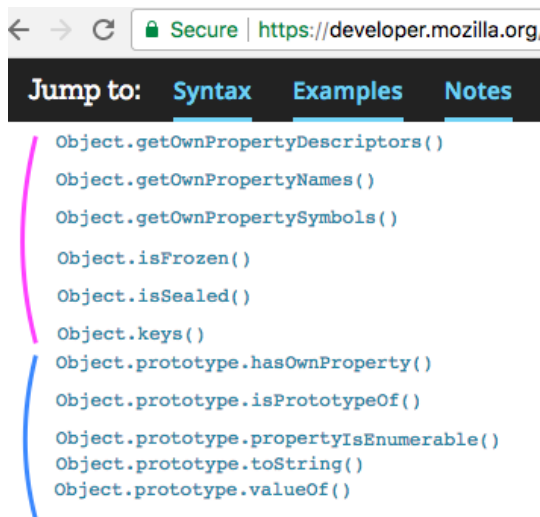 Secure | https://developer.mozilla.org
Jump to: Syntax Examples Notes
Object.getOwnPropertyDescriptors()
Object.getOwnPropertyNames()
Object.getOwnPropertySymbols()
Object.isFrozen()
Object.isSealed()
Object.keys()
Object.prototype.hasOwnProperty()
Object.prototype.isPrototypeOf()
Object.prototype.propertyIsEnumerable()
Object.prototype.toString()
Object.prototype.valueOf()